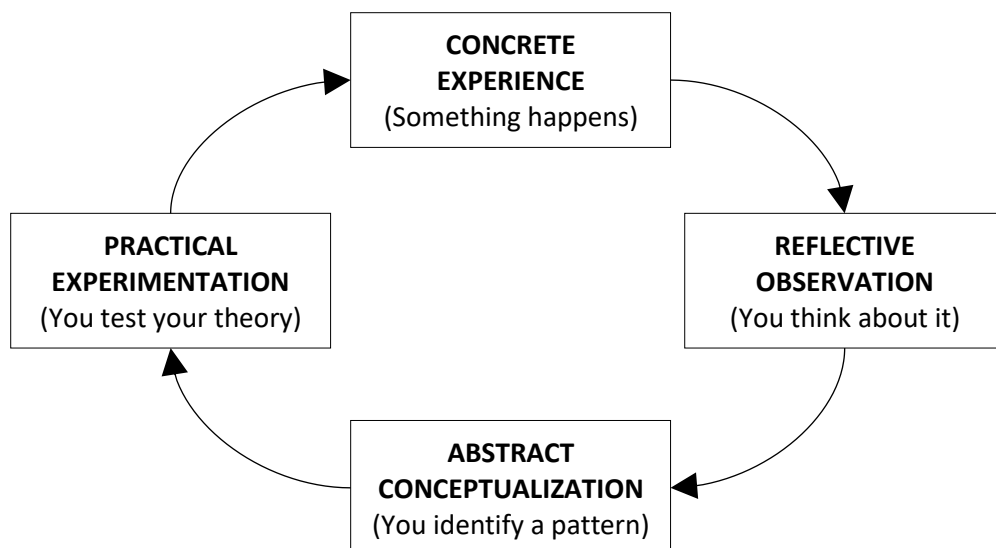 CONCRETE
EXPERIENCE
(Something happens)
REFLECTIVE
OBSERVATION
(You think about it)
ABSTRACT
CONCEPTUALIZATION
(You identify a pattern)
PRACTICAL
EXPERIMENTATION
(You test your theory)